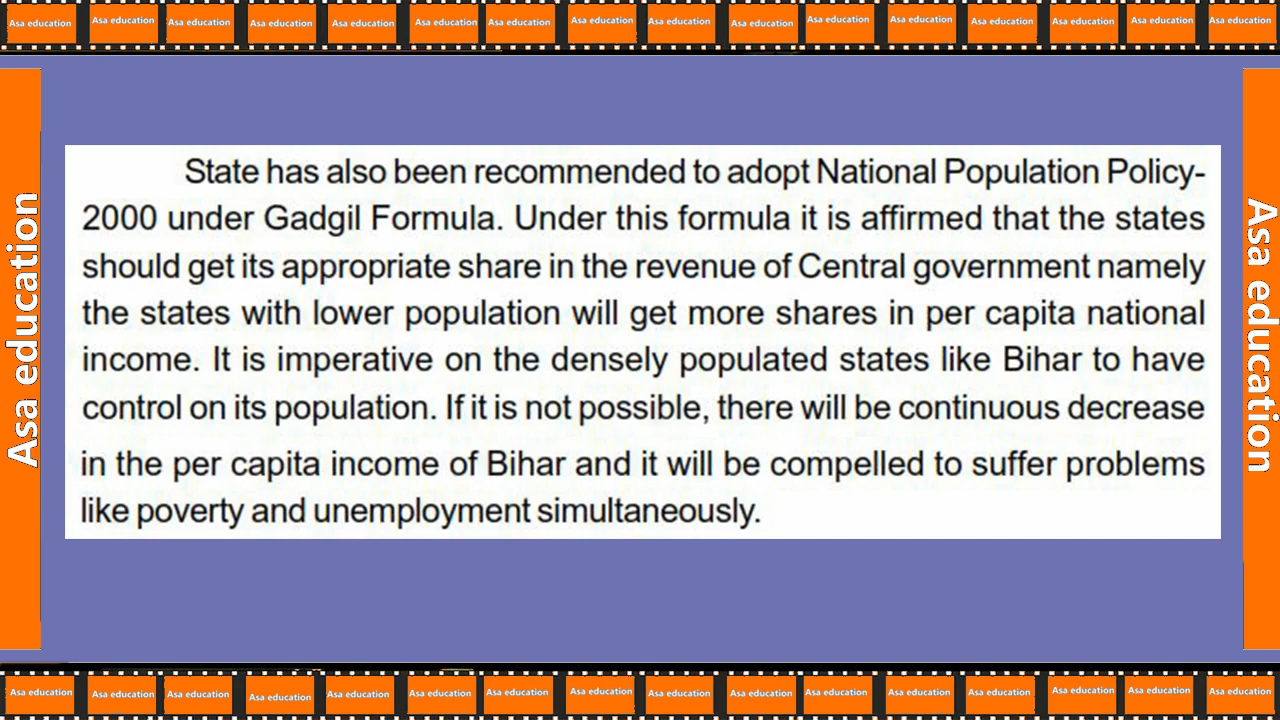 Asa education Asa education Asa education Asa education Asa education Asa education Asa education Asa education Asa education Asa education Asa education Asa education Asa education Asa education Asa education Asa education
State has also been recommended to adopt National Population Policy-
2000 under Gadgil Formula. Under this formula it is affirmed that the states
should get its appropriate share in the revenue of Central government namely
the states with lower population will get more shares in per capita national
income. It is imperative on the densely populated states like Bihar to have
control on its population. If it is not possible, there will be continuous decrease
in the per capita income of Bihar and it will be compelled to suffer problems
like poverty and unemployment simultaneously.
Asa education
Asa education
Asa education Asa education Asa education Asa education Asa education Asa education Asa education Asa education Asa education Asa education Asa education Asa education Asa education Asa education Asa education Asa education